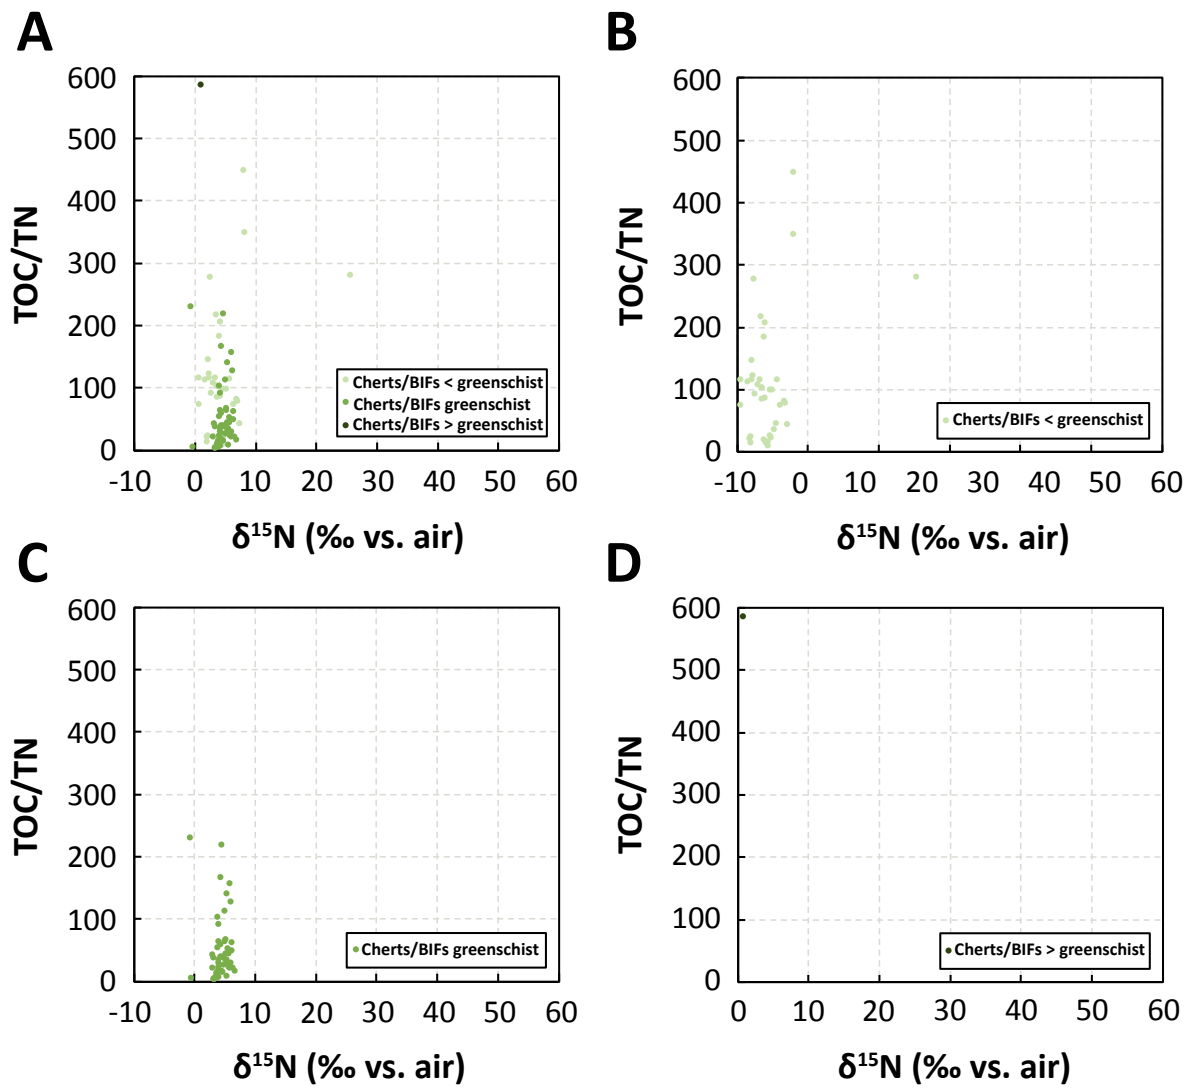 A
B
600
500
400
300
200
100
0
-10 0 10 20 30 40 50 60
TOC/TN
δ15N (‰ vs. air)
Cherts/BIFs < greenschist
Cherts/BIFs greenschist
Cherts/BIFs > greenschist
600
500
400
300
200
100
0
-10 0 10 20 30 40 50 60
TOC/TN
δ15N (‰ vs. air)
Cherts/BIFs < greenschist
C
D
600
500
400
300
200
100
0
-10 0 10 20 30 40 50 60
TOC/TN
δ15N (‰ vs. air)
Cherts/BIFs greenschist
600
500
400
300
200
100
0
0 10 20 30 40 50 60
TOC/TN
δ15N (‰ vs. air)
Cherts/BIFs > greenschist